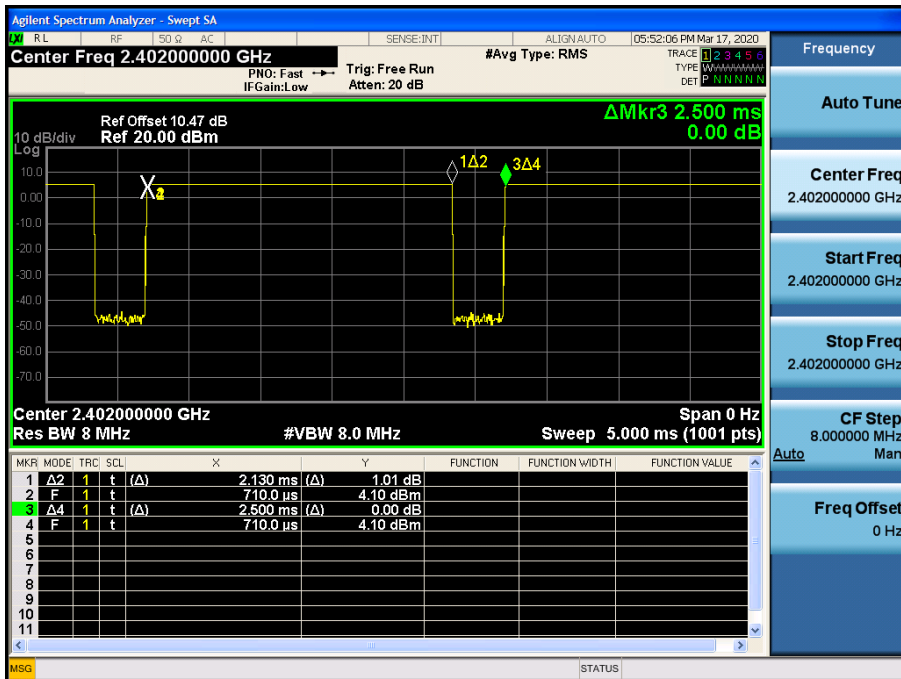 Agilent Spectrum Analyzer - Swept SA
LXI RL RF 50 Ω AC SENSE:INT ALIGNAUTO 05:52:06 PM Mar 17, 2020
Center Freq 2.402000000 GHz #Avg Type: RMS TRACE 1 2 3 4 5 6
PNO: Fast Trig: Free Run TYPE WWWWWW
IFGain:Low Atten: 20 dB DET P N N N N N
Frequency
Auto Tune
Center Freq
2.402000000 GHz
Start Freq
2.402000000 GHz
Stop Freq
2.402000000 GHz
CF Step
8.000000 MHz
Auto Man
Freq Offset
0 Hz
ΔMkr3 2.500 ms
0.00 dB
Ref Offset 10.47 dB
10 dB/div Ref 20.00 dBm
Log
1Δ2 3Δ4
10.0
0.00
-10.0
-20.0
-30.0
-40.0
-50.0
-60.0
-70.0
Center 2.402000000 GHz Span 0 Hz
Res BW 8 MHz #VBW 8.0 MHz Sweep 5.000 ms (1001 pts)
MKR MODE TRC SCL X Y FUNCTION FUNCTION WIDTH FUNCTION VALUE
1 Δ2 1 t (Δ) 2.130 ms (Δ) 1.01 dB
2 F 1 t 710.0 µs 4.10 dBm
3 Δ4 1 t (Δ) 2.500 ms (Δ) 0.00 dB
4 F 1 t 710.0 µs 4.10 dBm
5
6
7
8
9
10
11
MSG STATUS